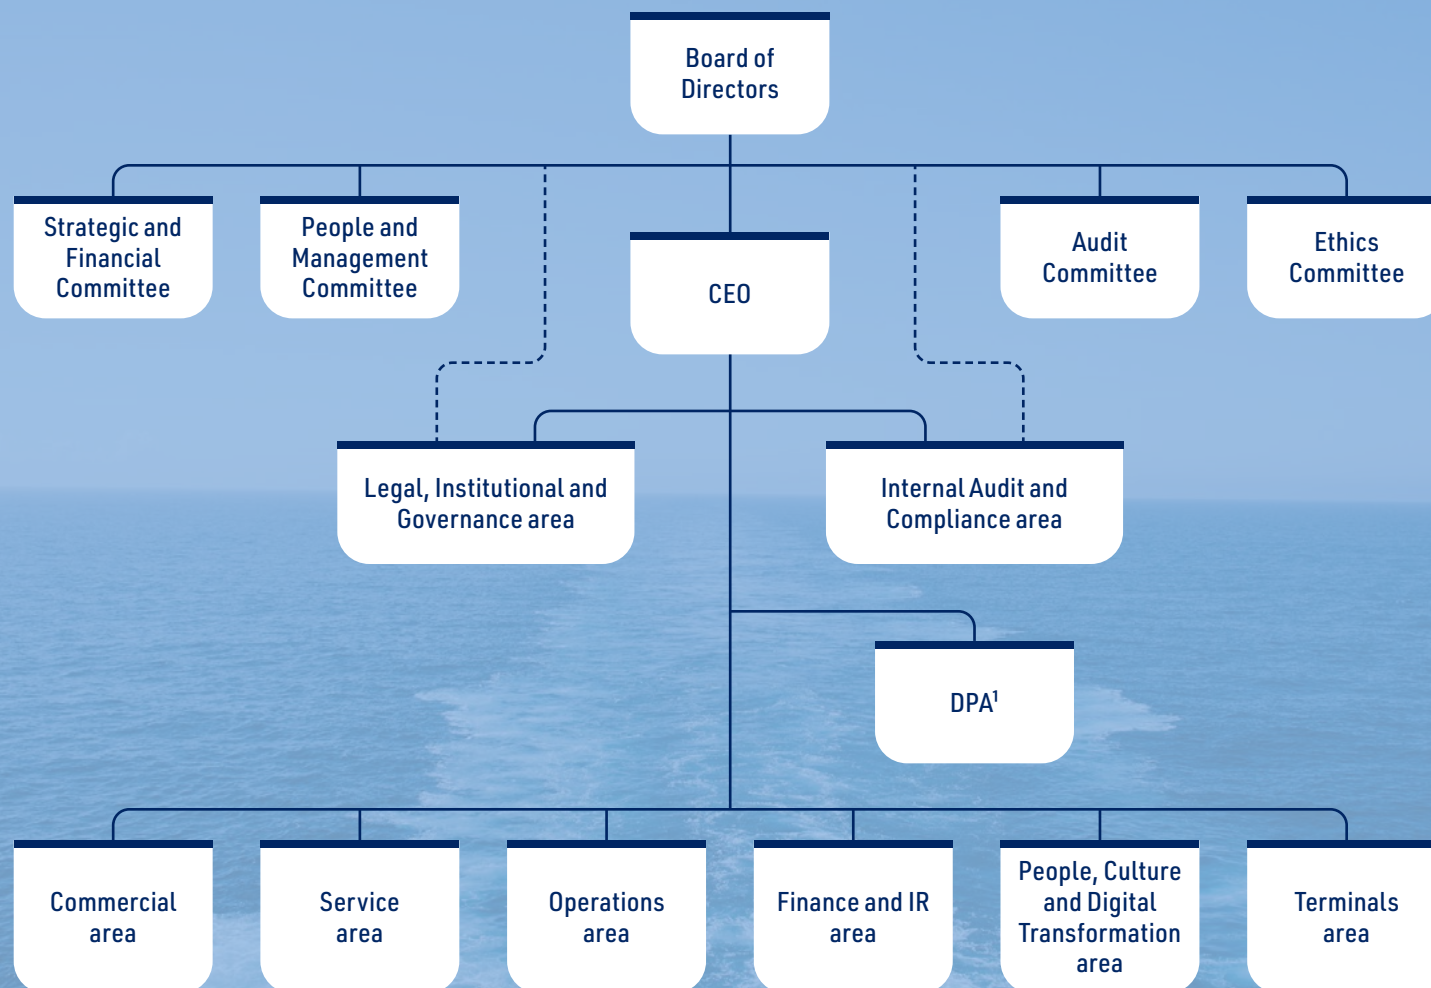 Board of
Directors
Strategic and
Financial
Committee
People and
Management
Committee
CEO
Audit
Committee
Ethics
Committee
Legal, Institutional and
Governance area
Internal Audit and
Compliance area
DPA¹
Commercial
area
Service
area
Operations
area
Finance and IR
area
People, Culture
and Digital
Transformation
area
Terminals
area